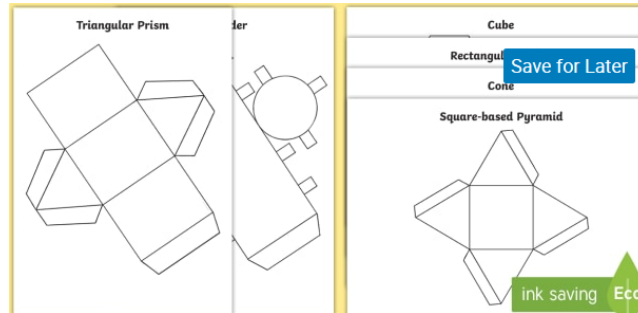 Triangular Prism
der
Cube
Rectangul
Save for Later
Cone
Square-based Pyramid
ink saving
Eco